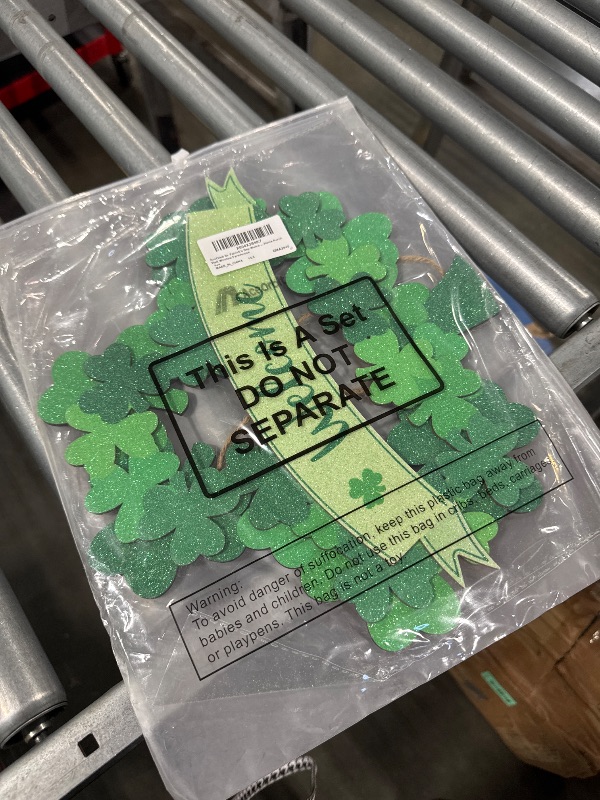 This Is A Set
DO NOT
SEPARATE
Welcome
Warning:
To avoid danger of suffocation, keep this plastic bag away from
babies and children. Do not use this bag in cribs, beds, carriages,
or playpens. This bag is not a toy.